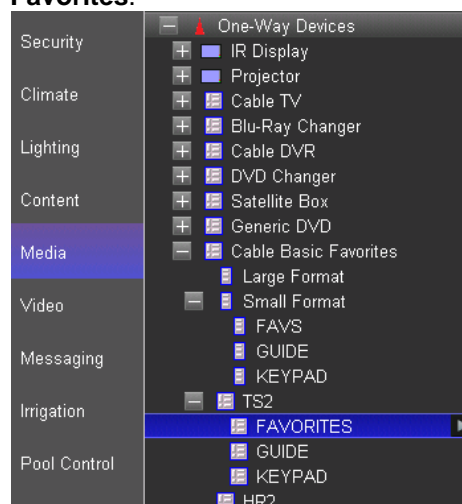 Favorites.
Security
Climate
Lighting
Content
Media
Video
Messaging
Irrigation
Pool Control
One-Way Devices
IR Display
Projector
Cable TV
Blu-Ray Changer
Cable DVR
DVD Changer
Satellite Box
Generic DVD
Cable Basic Favorites
Large Format
Small Format
FAVS
GUIDE
KEYPAD
TS2
FAVORITES
GUIDE
KEYPAD
HR2